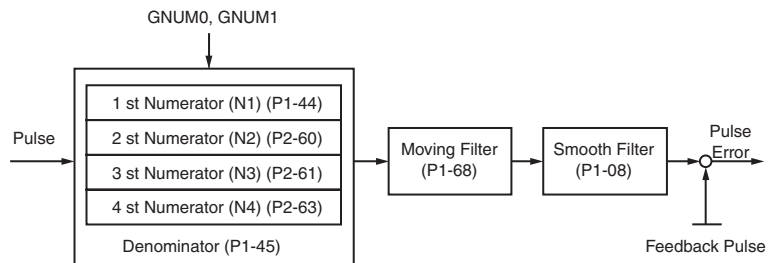 GNUM0, GNUM1
Pulse
1 st Numerator (N1) (P1-44)
2 st Numerator (N2) (P2-60)
3 st Numerator (N3) (P2-61)
4 st Numerator (N4) (P2-63)
Denominator (P1-45)
Moving Filter
(P1-68)
Smooth Filter
(P1-08)
Pulse
Error
Feedback Pulse